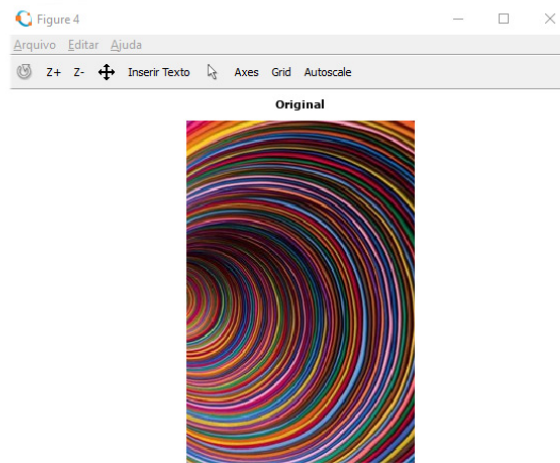 Figure 4
Arquivo Editar Ajuda
Z+ Z- Inserir Texto Axes Grid Autoscale
Original